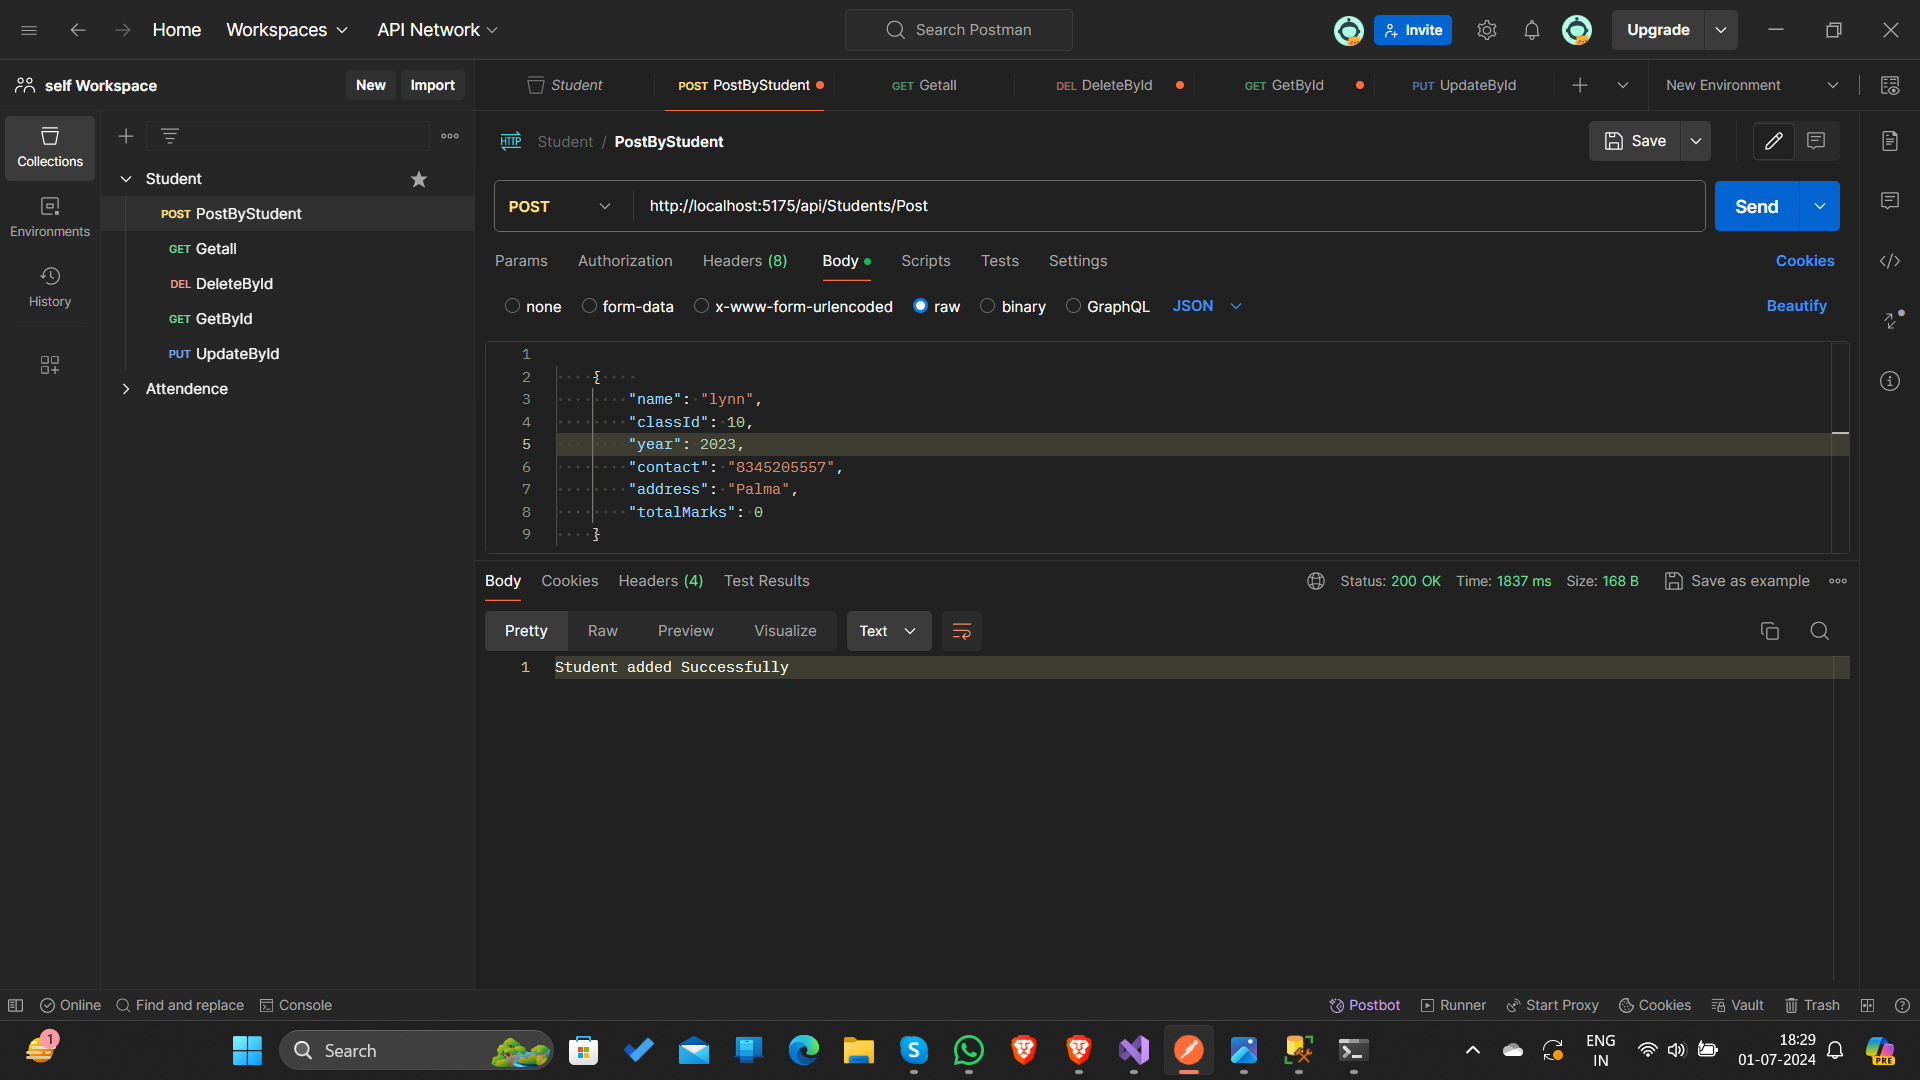 Home Workspaces API Network Search Postman Invite Upgrade
self Workspace New Import Student POST PostByStudent GET Getall DEL DeleteById GET GetById PUT UpdateById New Environment
Collections
Environments
History
Student
POST PostByStudent
GET Getall
DEL DeleteById
GET GetById
PUT UpdateById
Attendence
HTTP Student / PostByStudent Save
POST http://localhost:5175/api/Students/Post Send
Params Authorization Headers (8) Body Scripts Tests Settings Cookies
none form-data x-www-form-urlencoded raw binary GraphQL JSON Beautify
1
2 {
3 "name": "lynn",
4 "classId": 10,
5 "year": 2023,
6 "contact": "8345205557",
7 "address": "Palma",
8 "totalMarks": 0
9 }
Body Cookies Headers (4) Test Results Status: 200 OK Time: 1837 ms Size: 168 B Save as example
Pretty Raw Preview Visualize Text
1 Student added Successfully
Online Find and replace Console Postbot Runner Start Proxy Cookies Vault Trash
1 Search S ENG IN 18:29 01-07-2024 PRE